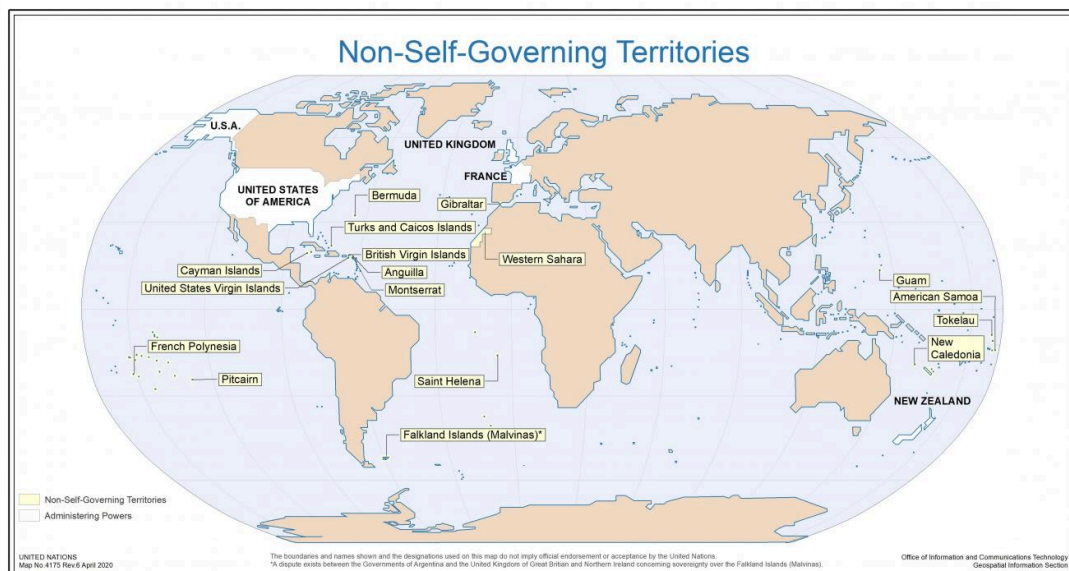 Non-Self-Governing Territories
U.S.A.
UNITED KINGDOM
FRANCE
UNITED STATES
OF AMERICA
Bermuda
Gibraltar
Turks and Caicos Islands
British Virgin Islands
Western Sahara
Cayman Islands
Anguilla
United States Virgin Islands
Montserrat
Guam
American Samoa
Tokelau
New
Caledonia
French Polynesia
Pitcairn
Saint Helena
NEW ZEALAND
Falkland Islands (Malvinas)*
Non-Self-Governing Territories
Administering Powers
UNITED NATIONS
Map No.4175 Rev.6 April 2020
The boundaries and names shown and the designations used on this map do not imply official endorsement or acceptance by the United Nations.
*A dispute exists between the Governments of Argentina and the United Kingdom of Great Britian and Northern Ireland concerning sovereignty over the Falkland Islands (Malvinas).
Office of Information and Communications Technology
Geospatial Information Section